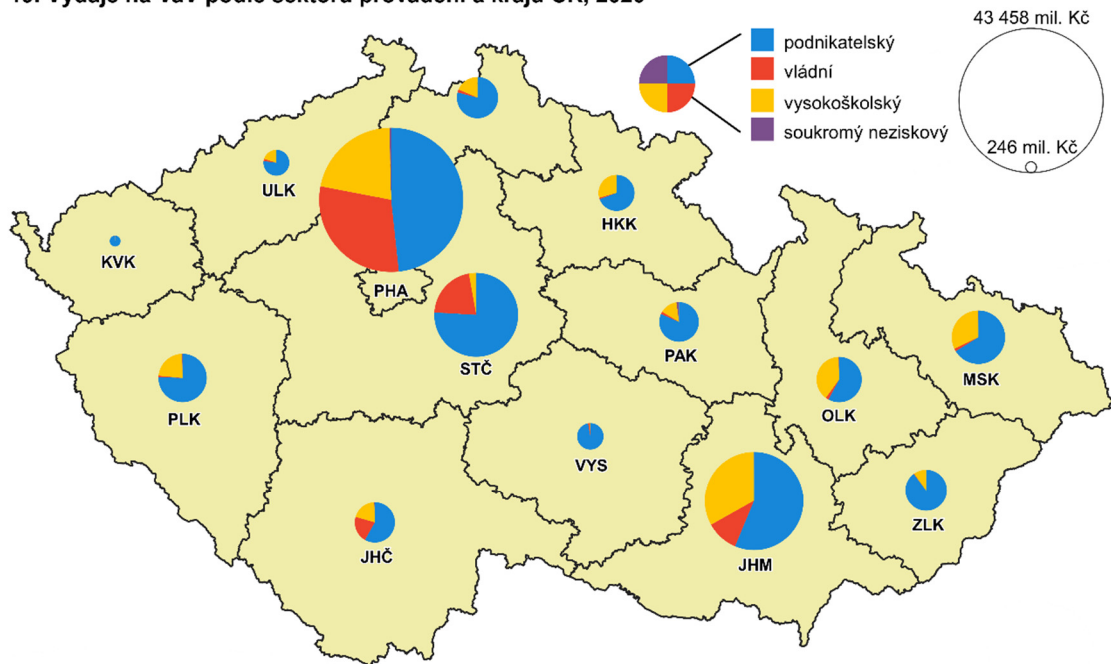 43 458 mil. Kč
podnikatelský
vládní
vysokoškolský
soukromý neziskový
246 mil. Kč
ULK
HKK
KVK
PHA
STČ
PAK
MSK
PLK
OLK
VYS
ZLK
JHČ
JHM